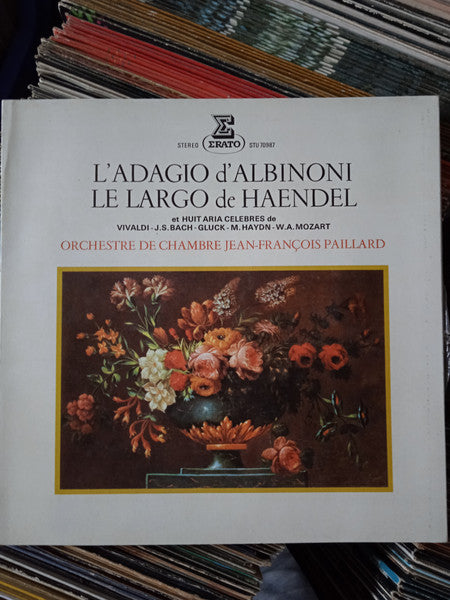 STEREO ERATO STU 70987
L'ADAGIO d'ALBINONI
LE LARGO de HAENDEL
et HUIT ARIA CELEBRES de
VIVALDI - J.S. BACH - GLUCK - M. HAYDN - W.A. MOZART
ORCHESTRE DE CHAMBRE JEAN-FRANÇOIS PAILLARD